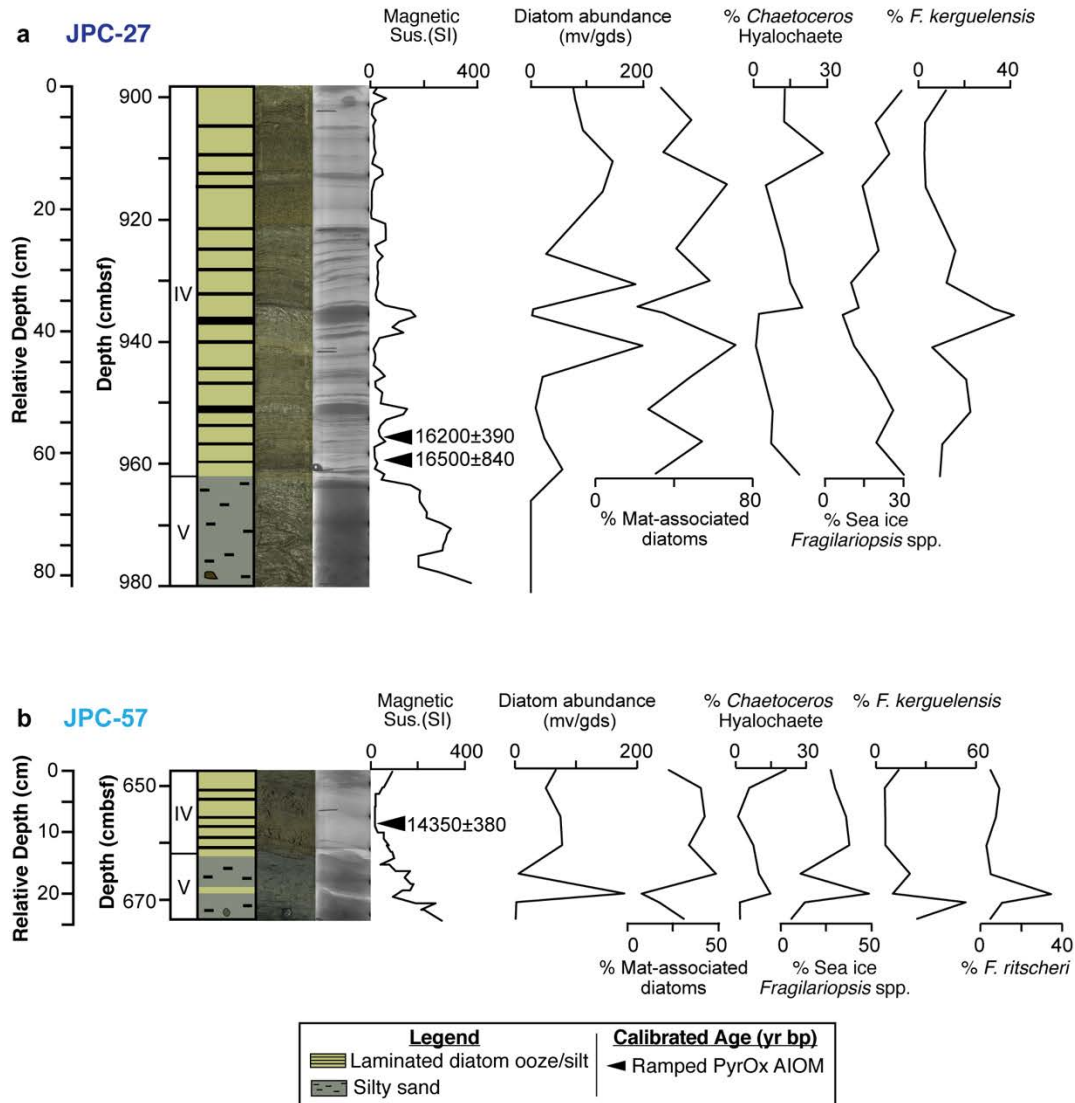 a JPC-27
Magnetic
Sus.(SI)
0 400
Diatom abundance
(mv/gds)
0 200
% Chaetoceros
Hyalochaete
0 30
% F. kerguelensis
0 40
Relative Depth (cm)
0
20
40
60
80
Depth (cmbsf)
900
920
940
960
980
IV
V
16200±390
16500±840
0 80
% Mat-associated
diatoms
0 30
% Sea ice
Fragilariopsis spp.
b JPC-57
Magnetic
Sus.(SI)
0 400
Diatom abundance
(mv/gds)
0 200
% Chaetoceros
Hyalochaete
0 30
% F. kerguelensis
0 60
Relative Depth (cm)
0
10
20
Depth (cmbsf)
650
670
IV
V
14350±380
0 50
% Mat-associated
diatoms
0 50
% Sea ice
Fragilariopsis spp.
0 40
% F. ritscheri
Legend
Laminated diatom ooze/silt
Silty sand
Calibrated Age (yr bp)
Ramped PyrOx AIOM